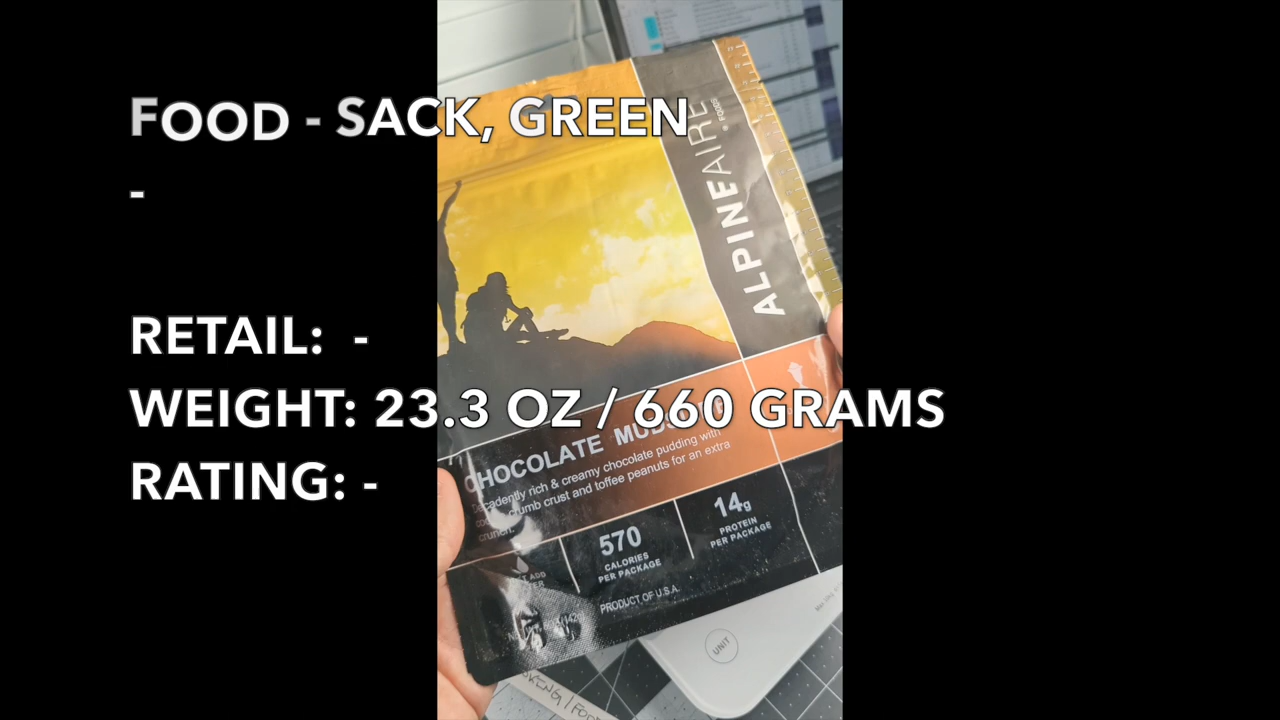 FOOD - SACK, GREEN
-
RETAIL: -
WEIGHT: 23.3 OZ / 660 GRAMS
RATING: -
ALPINEAIRE
® FOODS
CHOCOLATE
rich & creamy chocolate pudding with
crumb crust and toffee peanuts for an extra
crunch.
570
CALORIES
PER PACKAGE
14g
PROTEIN
PER PACKAGE
ADD
PRODUCT OF U.S.A.
UNIT